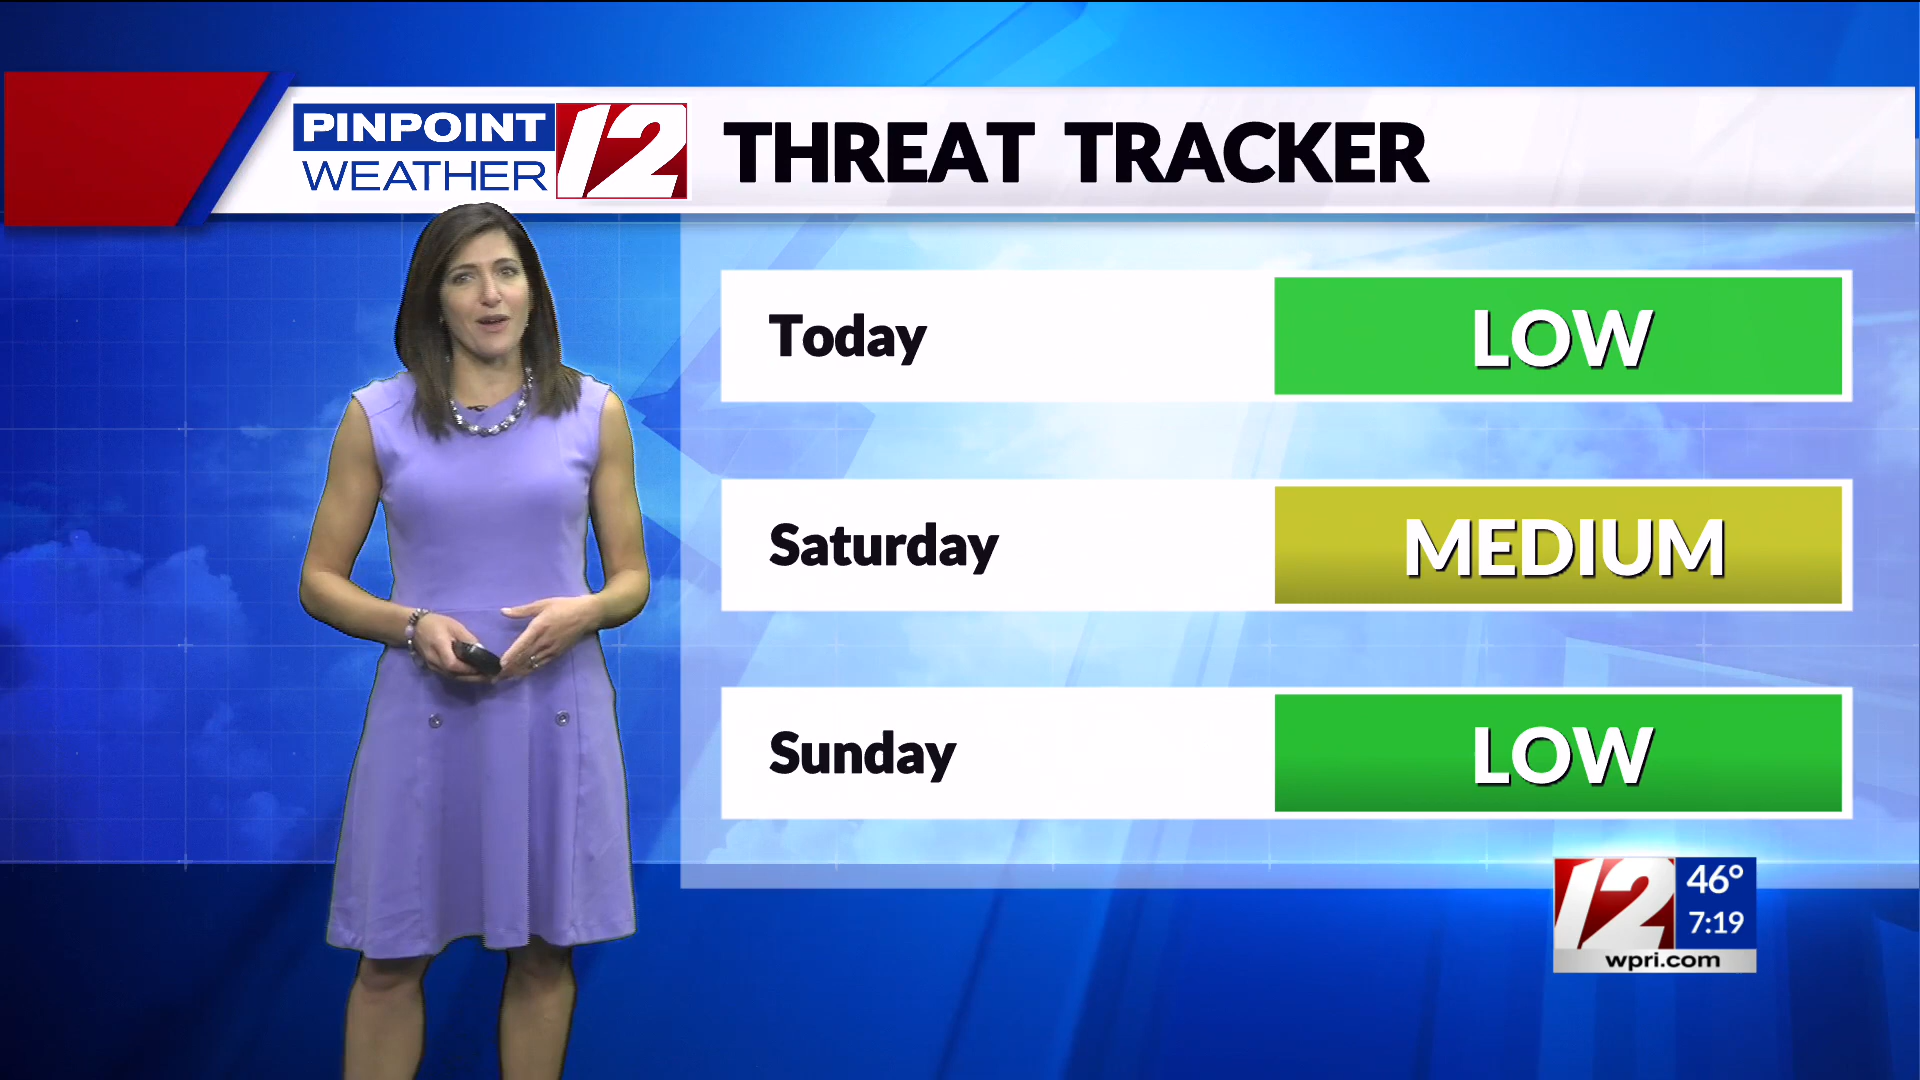 PINPOINT
WEATHER
12
THREAT TRACKER
Today
LOW
Saturday
MEDIUM
Sunday
LOW
12
46°
7:19
wpri.com